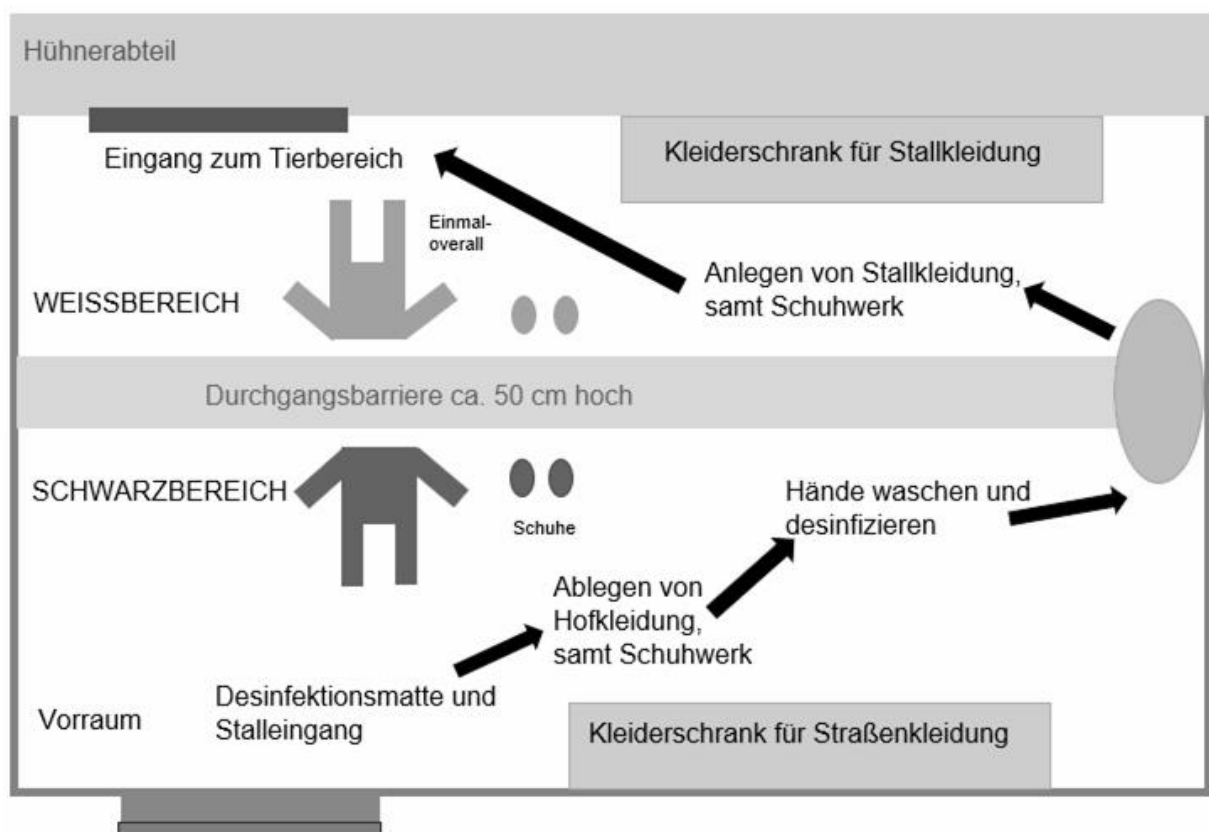 Hühnerabteil
Eingang zum Tierbereich
Kleiderschrank für Stallkleidung
Einmal-
overall
WEISSBEREICH
Anlegen von Stallkleidung,
samt Schuhwerk
Durchgangsbarriere ca. 50 cm hoch
SCHWARZBEREICH
Schuhe
Hände waschen und
desinfizieren
Ablegen von
Hofkleidung,
samt Schuhwerk
Desinfektionsmatte und
Stalleingang
Vorraum
Kleiderschrank für Straßenkleidung